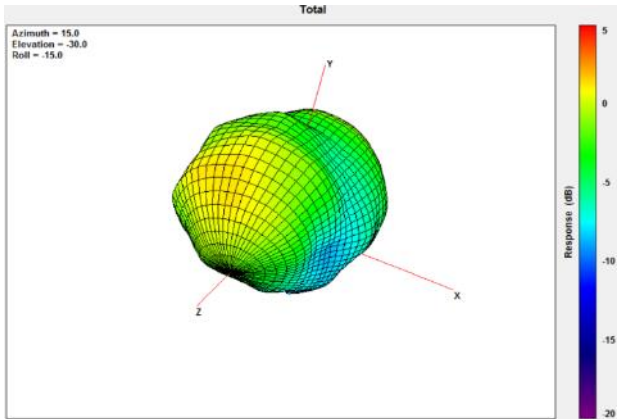 Total
Azimuth = 15.0
Elevation = -30.0
Roll = -15.0
Y
X
Z
5
0
-5
-10
-15
-20
Response (dB)